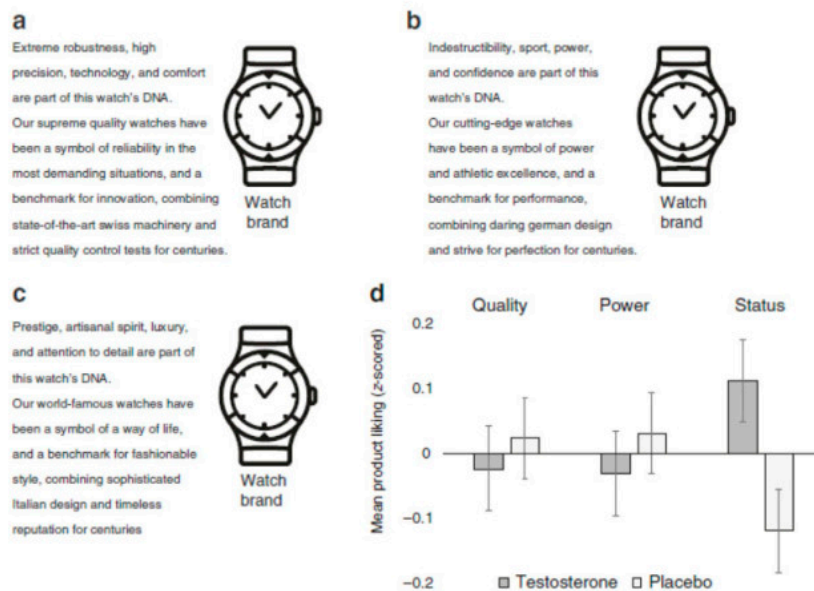 a
Extreme robustness, high
precision, technology, and comfort
are part of this watch's DNA.
Our supreme quality watches have
been a symbol of reliability in the
most demanding situations, and a
benchmark for innovation, combining
state-of-the-art swiss machinery and
strict quality control tests for centuries.
Watch
brand
b
Indestructibility, sport, power,
and confidence are part of this
watch's DNA.
Our cutting-edge watches
have been a symbol of power
and athletic excellence, and a
benchmark for performance,
combining daring german design
and strive for perfection for centuries.
Watch
brand
c
Prestige, artisanal spirit, luxury,
and attention to detail are part of
this watch's DNA.
Our world-famous watches have
been a symbol of a way of life,
and a benchmark for fashionable
style, combining sophisticated
Italian design and timeless
reputation for centuries
Watch
brand
d
Quality Power Status
Mean product liking (z-scored)
0.2
0.1
0
−0.1
−0.2
Testosterone Placebo